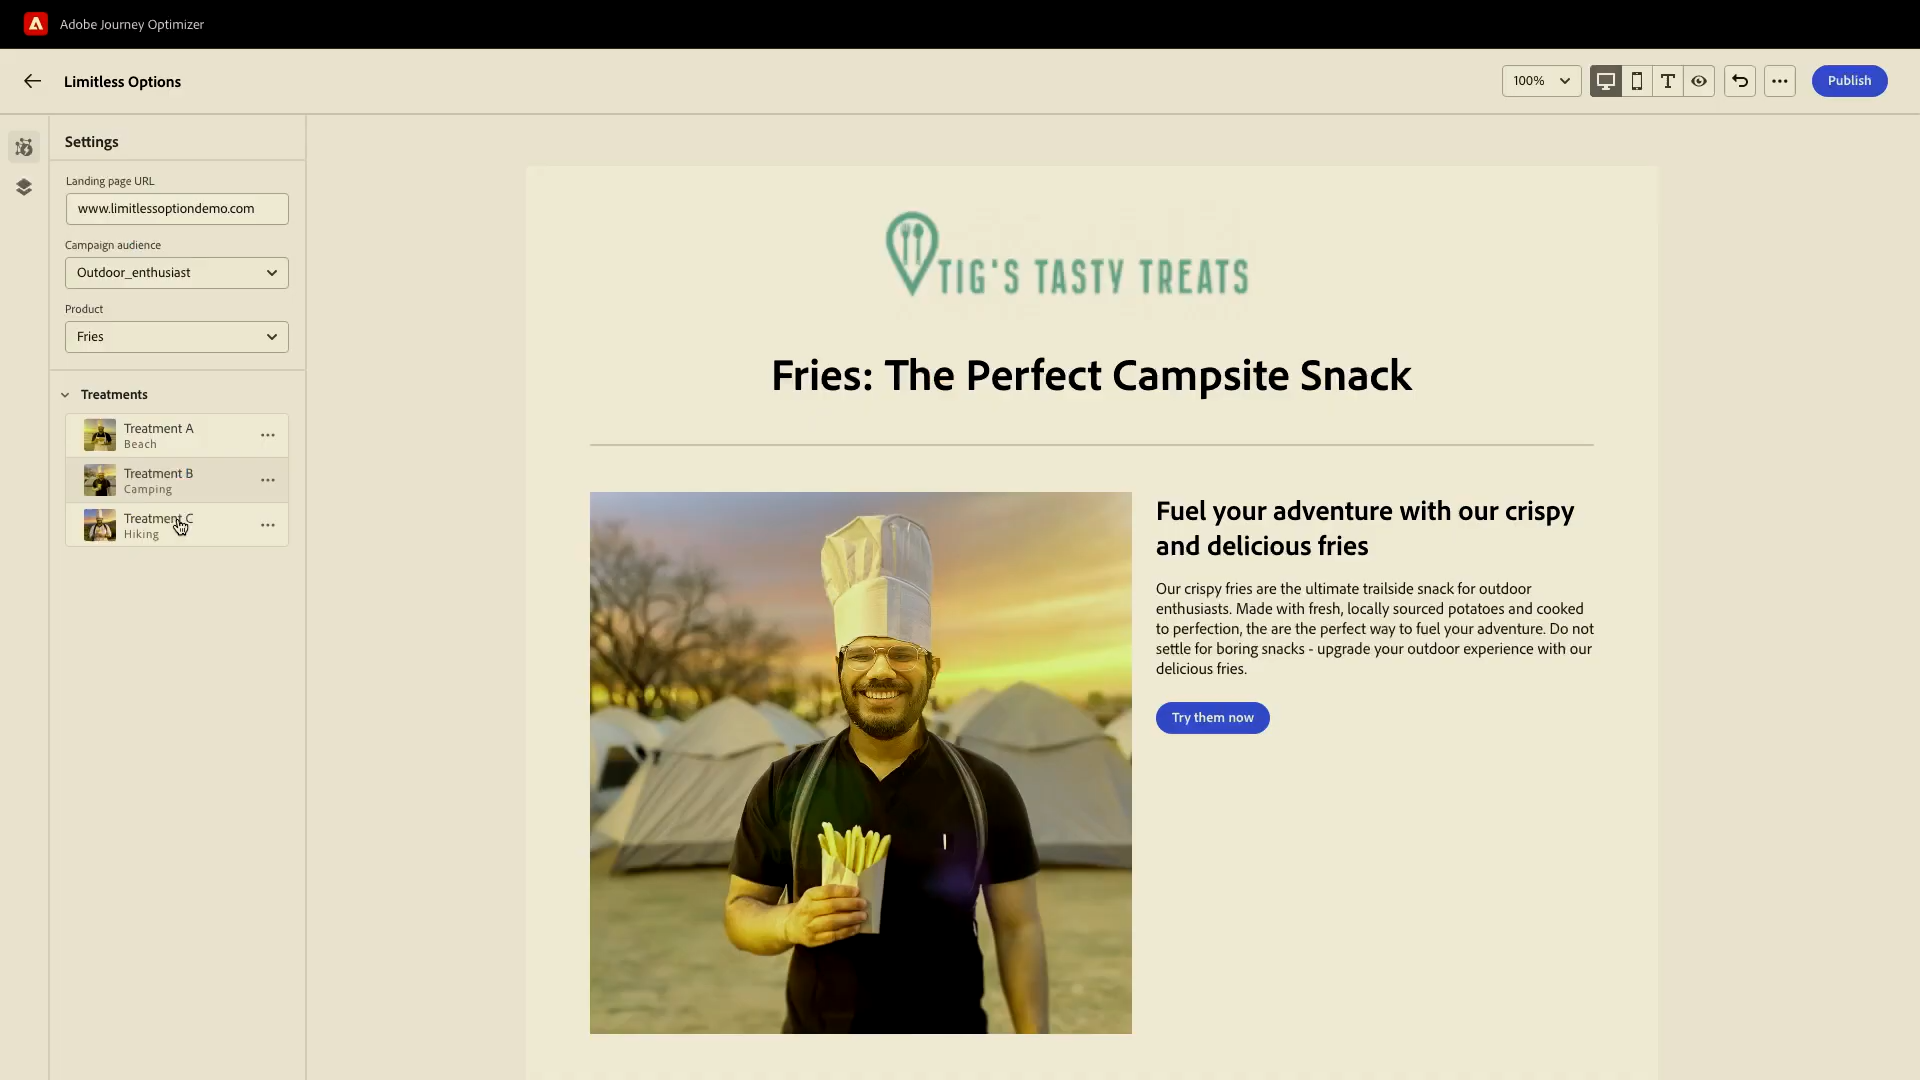 Adobe Journey Optimizer
Limitless Options
100%
Publish
Settings
Landing page URL
www.limitlessoptiondemo.com
Campaign audience
Outdoor_enthusiast
Product
Fries
Treatments
Treatment A
Beach
Treatment B
Camping
Treatment C
Hiking
TIG'S TASTY TREATS
Fries: The Perfect Campsite Snack
Fuel your adventure with our crispy
and delicious fries
Our crispy fries are the ultimate trailside snack for outdoor
enthusiasts. Made with fresh, locally sourced potatoes and cooked
to perfection, the are the perfect way to fuel your adventure. Do not
settle for boring snacks - upgrade your outdoor experience with our
delicious fries.
Try them now